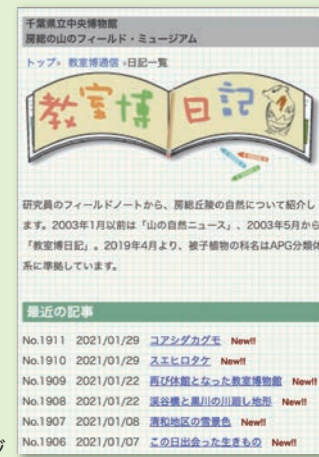 千葉県立中央博物館
房総の山のフィールド・ミュージアム
トップ» 教室博通信 »日記一覧
教室博 日記
研究員のフィールドノートから、房総丘陵の自然について紹介し
ます。2003年1月以前は「山の自然ニュース」、2003年5月から
「教室博日記」。2019年4月より、被子植物の科名はAPG分類体
系に準拠しています。
最近の記事
No.1911 2021/01/29 コアシダカグモ New!!
No.1910 2021/01/29 スエヒロタケ New!!
No.1909 2021/01/22 再び休館となった教室博物館 New!!
No.1908 2021/01/22 渓谷橋と黒川の川廻し地形 New!!
No.1907 2021/01/08 清和地区の雪景色 New!!
No.1906 2021/01/07 この日出会った生きもの New!!